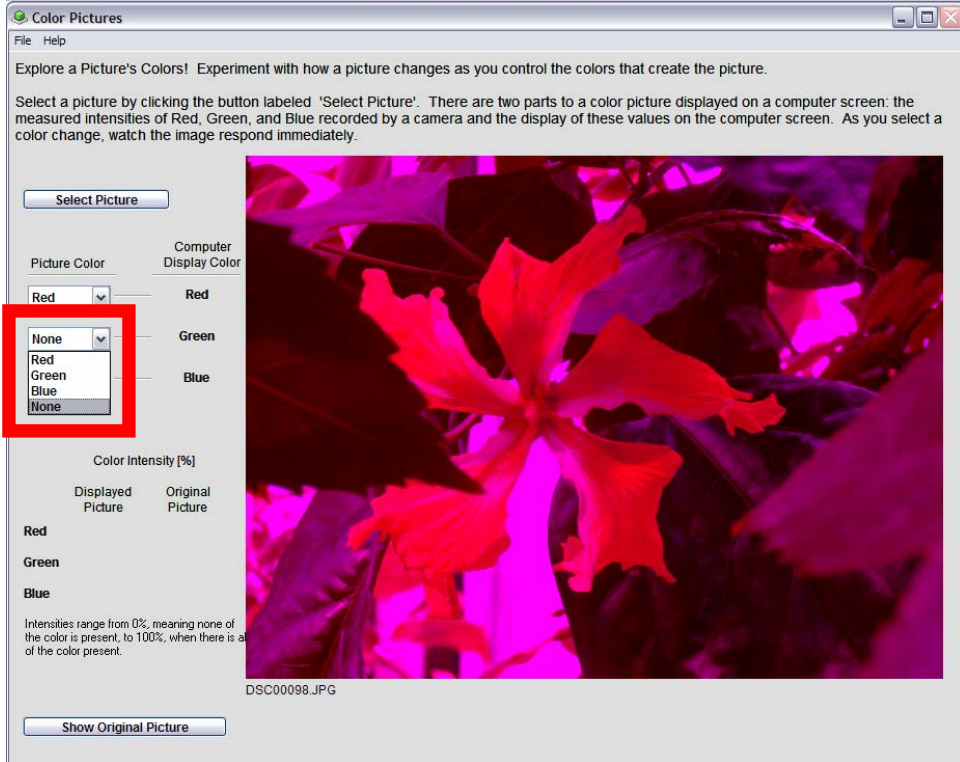 Color Pictures
File Help
Explore a Picture's Colors! Experiment with how a picture changes as you control the colors that create the picture.
Select a picture by clicking the button labeled 'Select Picture'. There are two parts to a color picture displayed on a computer screen: the
measured intensities of Red, Green, and Blue recorded by a camera and the display of these values on the computer screen. As you select a
color change, watch the image respond immediately.
Select Picture
Picture Color
Computer
Display Color
Red
Red
None
Green
Red
Green
Blue
None
Blue
Color Intensity [%]
Displayed
Picture
Original
Picture
Red
Green
Blue
Intensities range from 0%, meaning none of
the color is present, to 100%, when there is al
of the color present.
DSC00098.JPG
Show Original Picture